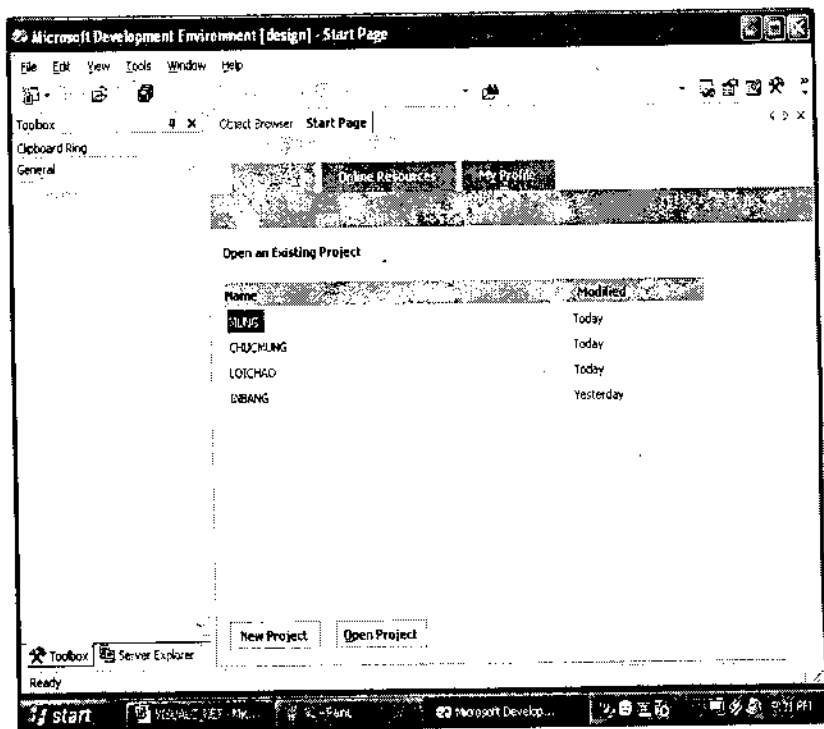 Microsoft Development Environment [design] - Start Page
File Edit View Tools Window Help
Toolbox
Object Browser Start Page
Clipboard Ring
General
Online Resources My Profile
Open an Existing Project
Name Modified
MUNG Today
CHUCMUNG Today
LOICHAO Today
INBANG Yesterday
New Project Open Project
Toolbox Server Explorer
Ready
start Microsoft Develop...